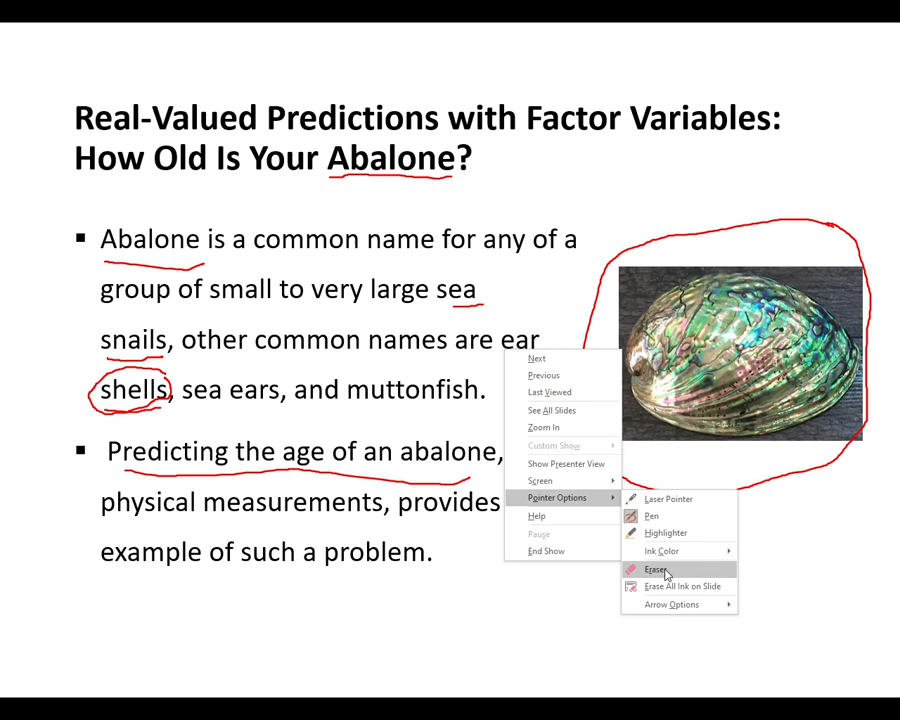 Real-Valued Predictions with Factor Variables:
How Old Is Your Abalone?
▪ Abalone is a common name for any of a
group of small to very large sea
snails, other common names are ear
shells, sea ears, and muttonfish.
▪ Predicting the age of an abalone,
physical measurements, provides
example of such a problem.
Next
Previous
Last Viewed
See All Slides
Zoom In
Custom Show
Show Presenter View
Screen
Pointer Options
Help
Pause
End Show
Laser Pointer
Pen
Highlighter
Ink Color
Eraser
Erase All Ink on Slide
Arrow Options